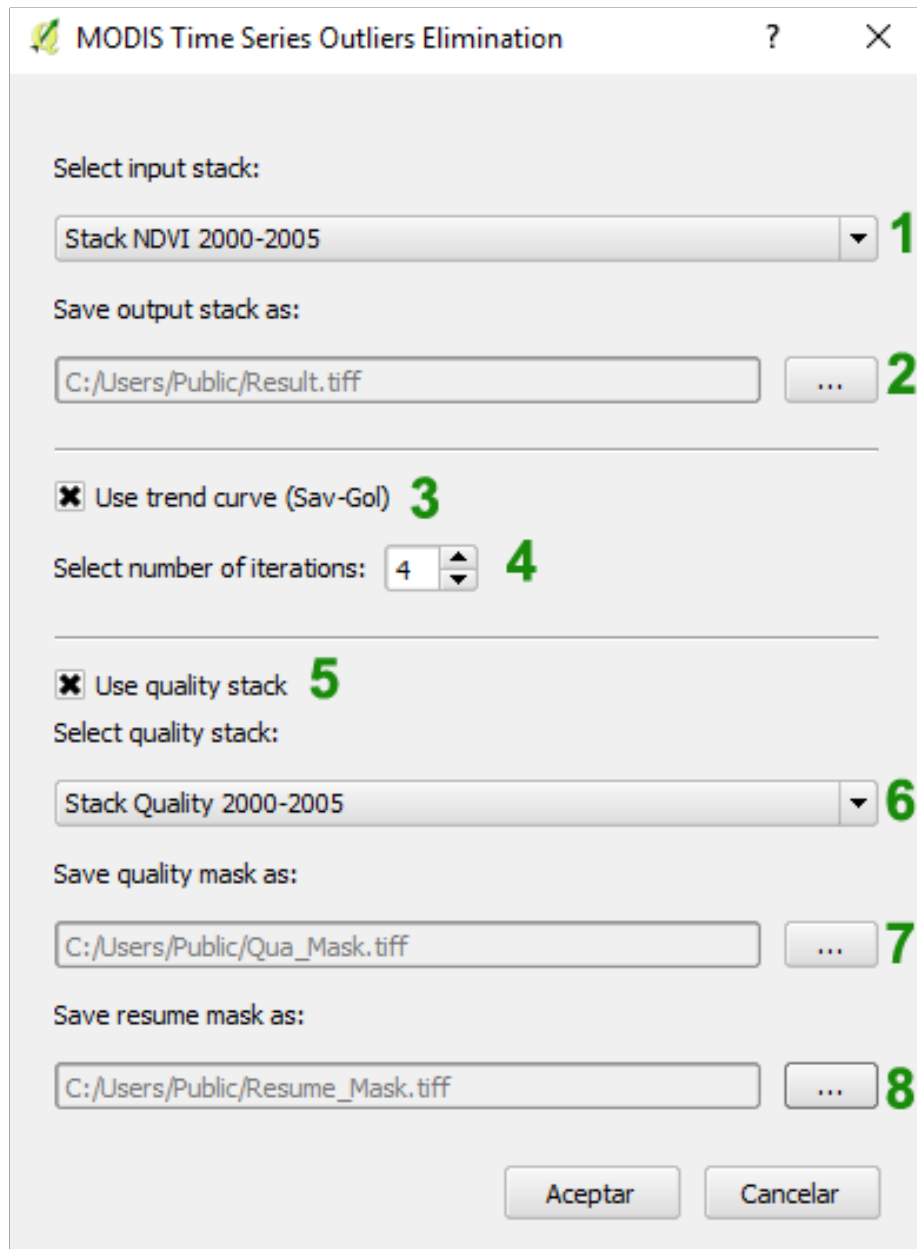 MODIS Time Series Outliers Elimination ? ×
Select input stack:
Stack NDVI 2000-2005 1
Save output stack as:
C:/Users/Public/Result.tiff ... 2
Use trend curve (Sav-Gol) 3
Select number of iterations: 4 4
Use quality stack 5
Select quality stack:
Stack Quality 2000-2005 6
Save quality mask as:
C:/Users/Public/Qua_Mask.tiff ... 7
Save resume mask as:
C:/Users/Public/Resume_Mask.tiff ... 8
Aceptar Cancelar